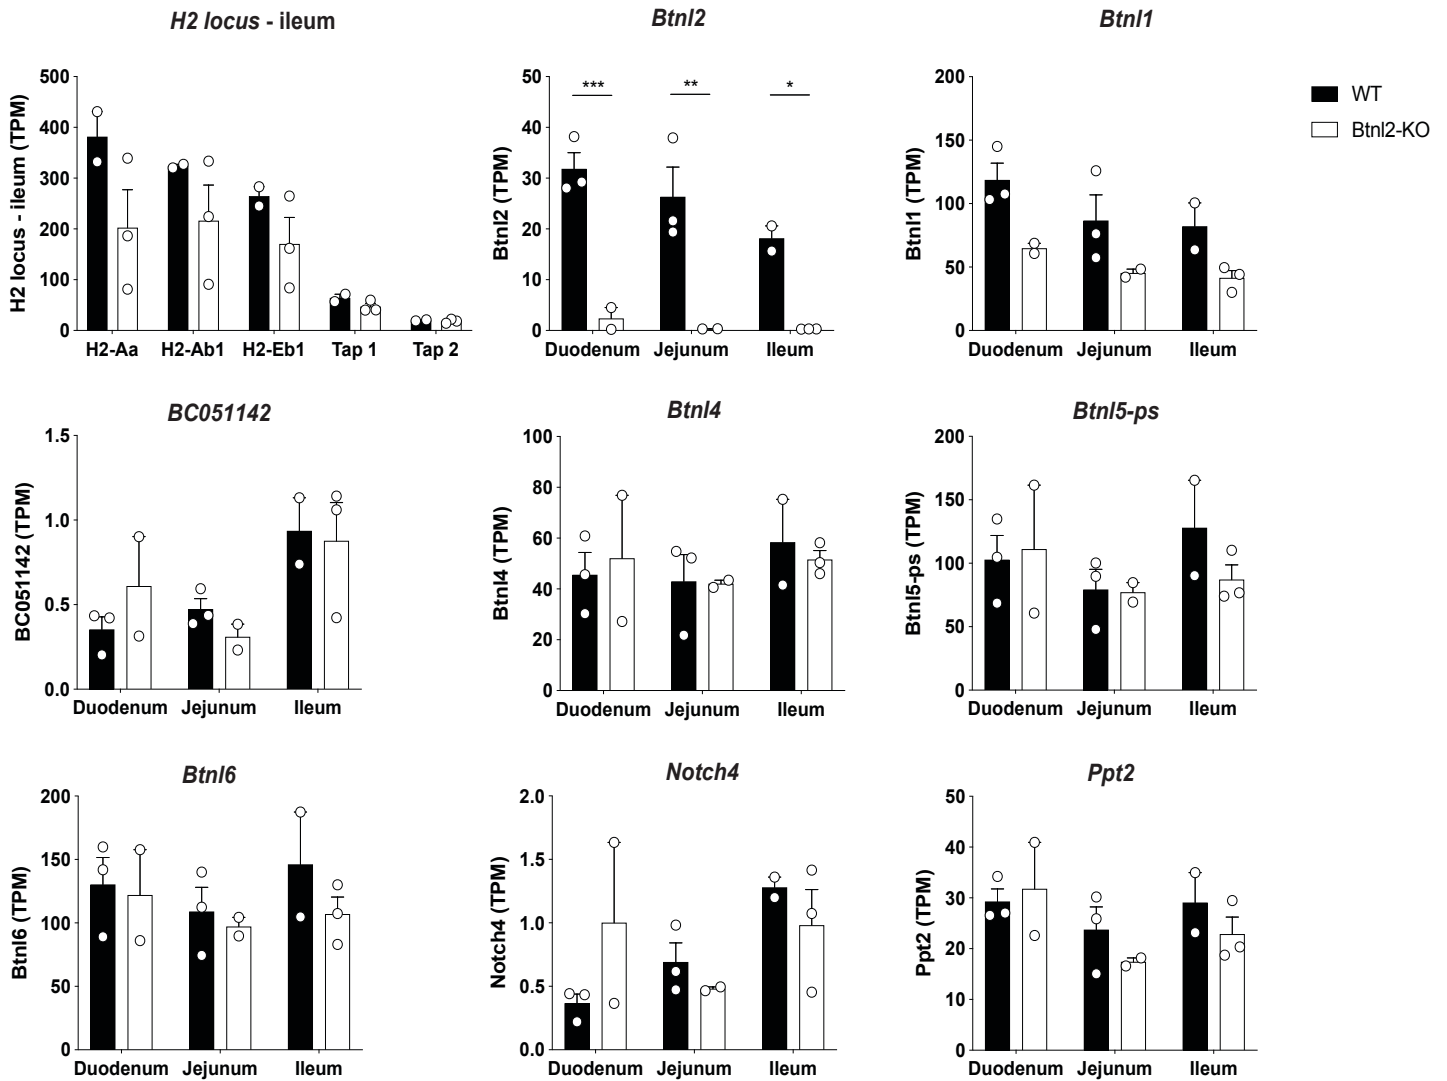 H2 locus - ileum
H2 locus - ileum (TPM)
500
400
300
200
100
0
H2-Aa H2-Ab1 H2-Eb1 Tap 1 Tap 2
Btnl2
Btnl2 (TPM)
50
40
30
20
10
0
*** ** *
Duodenum Jejunum Ileum
Btnl1
Btnl1 (TPM)
200
150
100
50
0
Duodenum Jejunum Ileum
WT
Btnl2-KO
BC051142
BC051142 (TPM)
1.5
1.0
0.5
0.0
Duodenum Jejunum Ileum
Btnl4
Btnl4 (TPM)
100
80
60
40
20
0
Duodenum Jejunum Ileum
Btnl5-ps
Btnl5-ps (TPM)
200
150
100
50
0
Duodenum Jejunum Ileum
Btnl6
Btnl6 (TPM)
200
150
100
50
0
Duodenum Jejunum Ileum
Notch4
Notch4 (TPM)
2.0
1.5
1.0
0.5
0
Duodenum Jejunum Ileum
Ppt2
Ppt2 (TPM)
50
40
30
20
10
0
Duodenum Jejunum Ileum